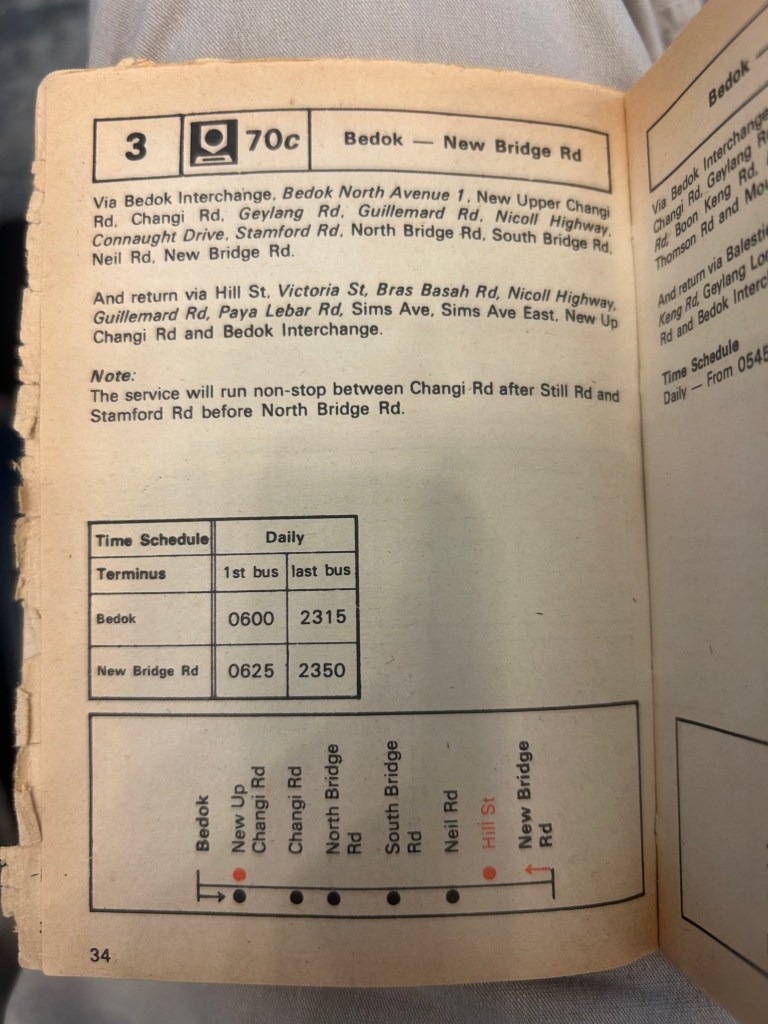 3
70c
Bedok — New Bridge Rd
Via Bedok Interchange, Bedok North Avenue 1, New Upper Changi
Rd, Changi Rd, Geylang Rd, Guillemard Rd, Nicoll Highway,
Connaught Drive, Stamford Rd, North Bridge Rd, South Bridge Rd,
Neil Rd, New Bridge Rd.
And return via Hill St, Victoria St, Bras Basah Rd, Nicoll Highway,
Guillemard Rd, Paya Lebar Rd, Sims Ave, Sims Ave East, New Up
Changi Rd and Bedok Interchange.
Note:
The service will run non-stop between Changi Rd after Still Rd and
Stamford Rd before North Bridge Rd.
Time Schedule Daily
Terminus 1st bus last bus
Bedok 0600 2315
New Bridge Rd 0625 2350
Bedok
New Up
Changi Rd
Changi Rd
North Bridge
Rd
South Bridge
Rd
Neil Rd
Hill St
New Bridge
Rd
34
Bedok —
Via Bedok Interchange
Changi Rd, Geylang
Rd, Boon Keng Rd,
Thomson Rd and
And return via
Keng Rd, Geylang
Rd and Bedok
Time Schedule
Daily — From 0545